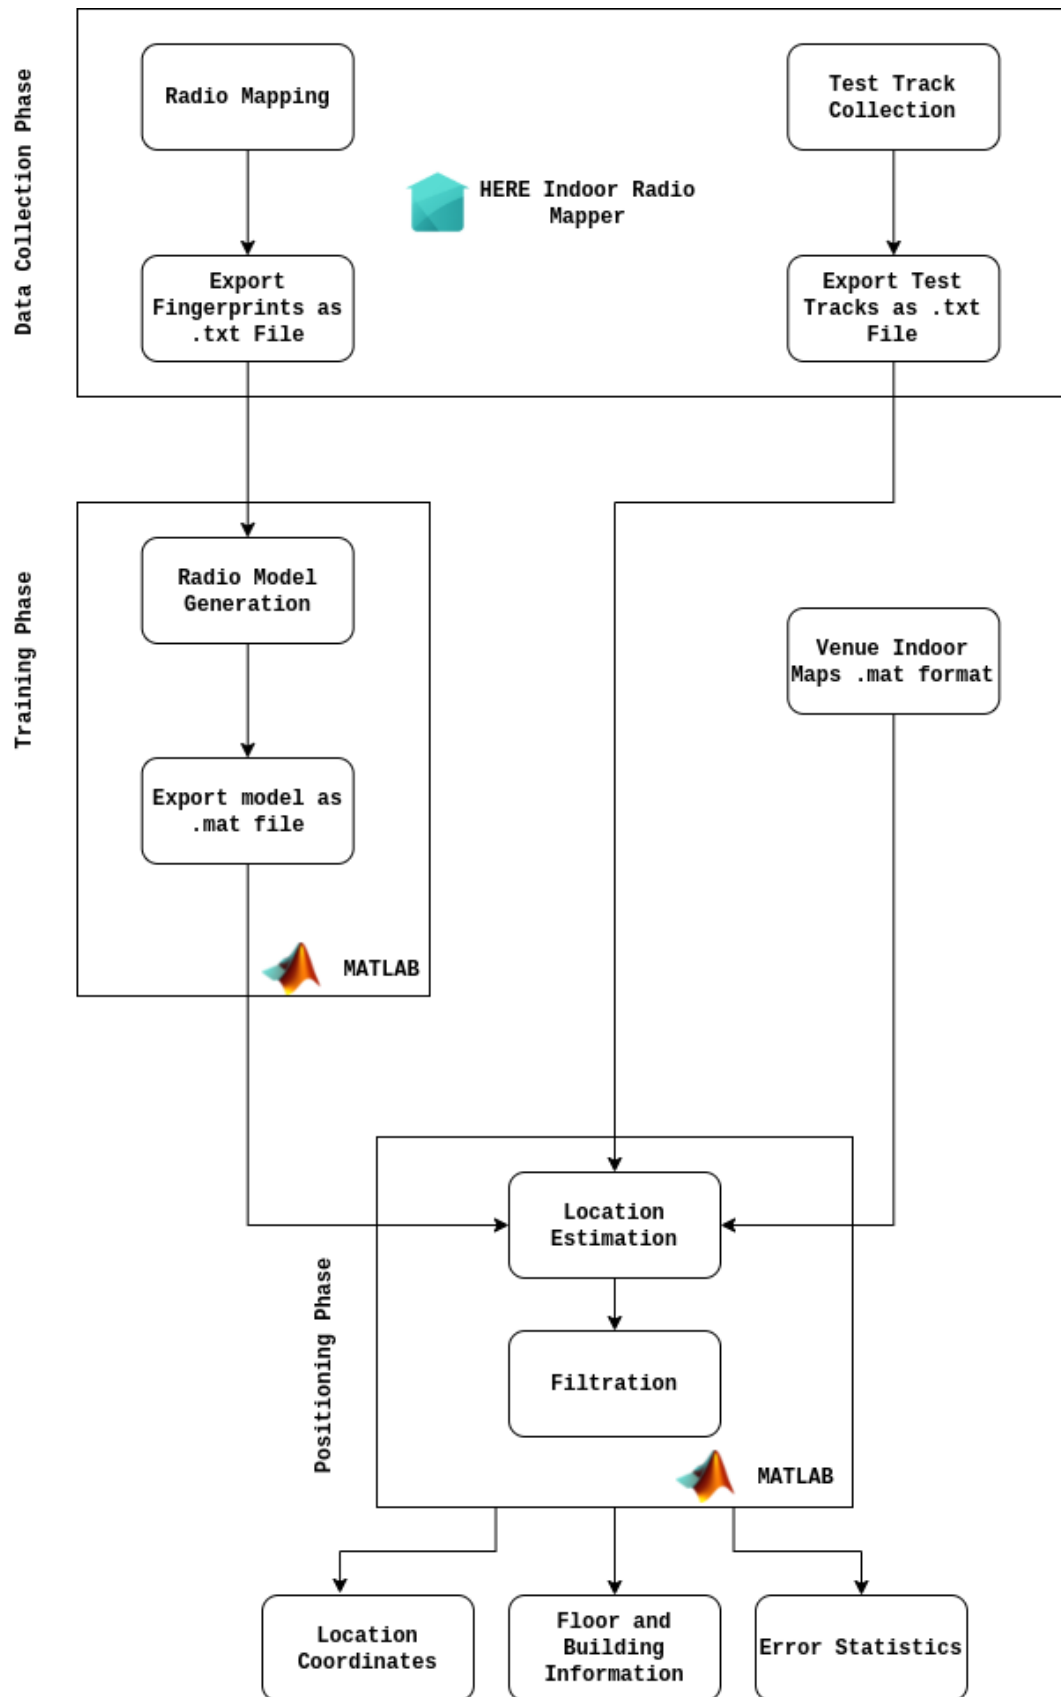 Data Collection Phase
Radio Mapping
Test Track
Collection
HERE Indoor Radio
Mapper
Export
Fingerprints as
.txt File
Export Test
Tracks as .txt
File
Training Phase
Radio Model
Generation
Venue Indoor
Maps .mat format
Export model as
.mat file
MATLAB
Positioning Phase
Location
Estimation
Filtration
MATLAB
Location
Coordinates
Floor and
Building
Information
Error Statistics